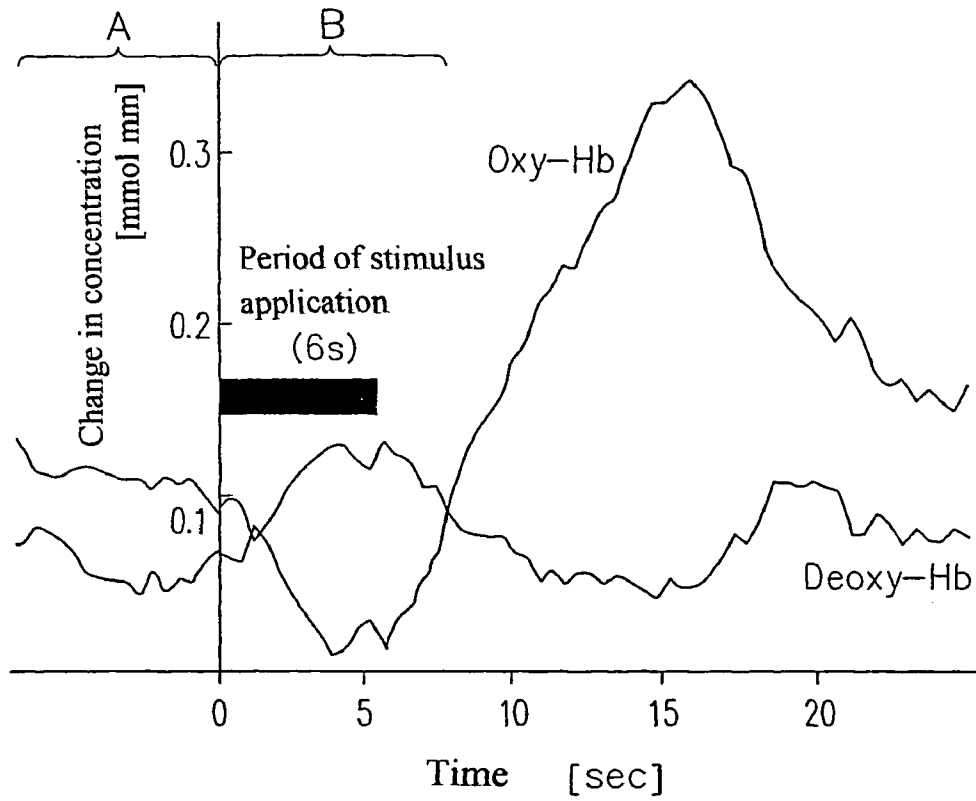 A
B
Change in concentration
[mmol mm]
0.3
0.2
0.1
Oxy-Hb
Period of stimulus
application
(6s)
Deoxy-Hb
0 5 10 15 20
Time [sec]